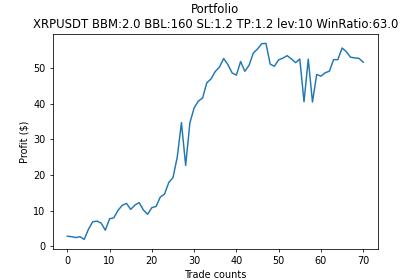 Portfolio
XRPUSDT BBM:2.0 BBL:160 SL:1.2 TP:1.2 lev:10 WinRatio:63.0
Profit ($)
50
40
30
20
10
0
0 10 20 30 40 50 60 70
Trade counts